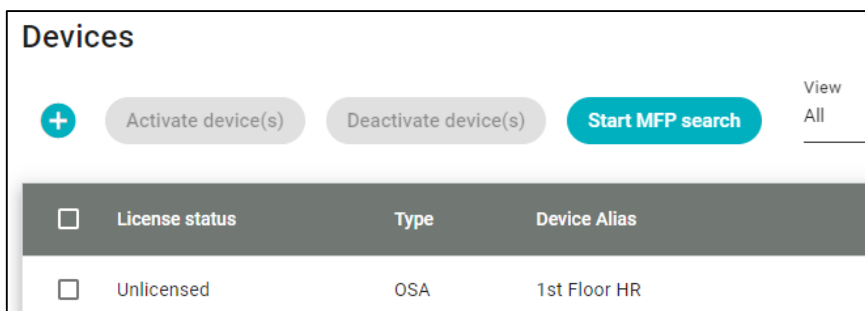 Devices
View
Activate device(s) Deactivate device(s) Start MFP search All
License status Type Device Alias
Unlicensed OSA 1st Floor HR